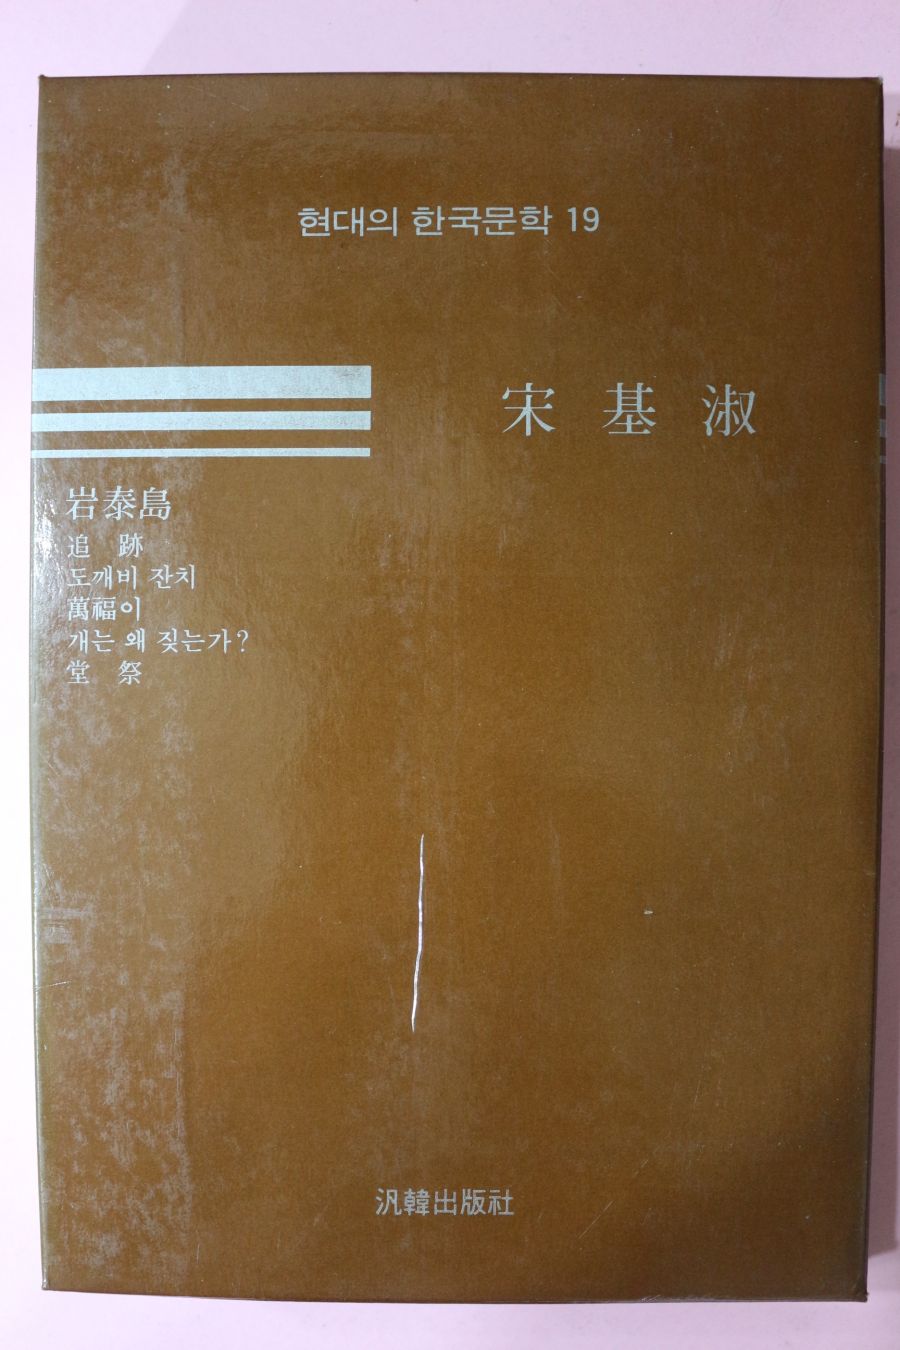 현대의 한국문학 19
宋 基 淑
岩泰島
追 跡
도깨비 잔치
萬福이
개는 왜 짖는가?
堂 祭
汎韓出版社